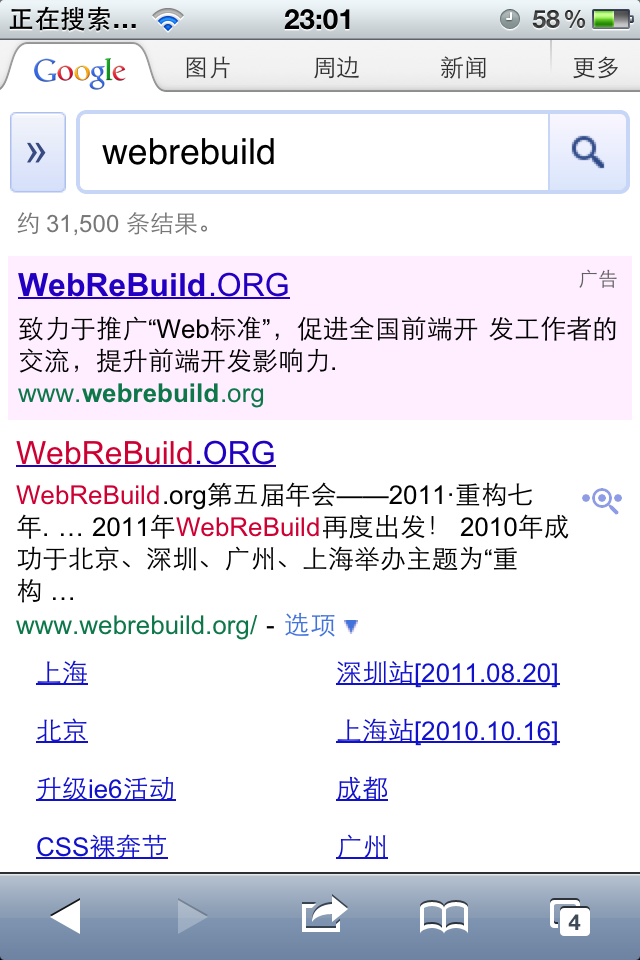 正在搜索... 23:01 58%
Google 图片 周边 新闻 更多
» webrebuild
约 31,500 条结果。
WebReBuild.ORG 广告
致力于推广“Web标准”，促进全国前端开 发工作者的
交流，提升前端开发影响力.
www.webrebuild.org
WebReBuild.ORG
WebReBuild.org第五届年会——2011·重构七
年. ... 2011年WebReBuild再度出发！ 2010年成
功于北京、深圳、广州、上海举办主题为“重
构 ...
www.webrebuild.org/ - 选项 ▼
上海 深圳站[2011.08.20]
北京 上海站[2010.10.16]
升级ie6活动 成都
CSS裸奔节 广州
4